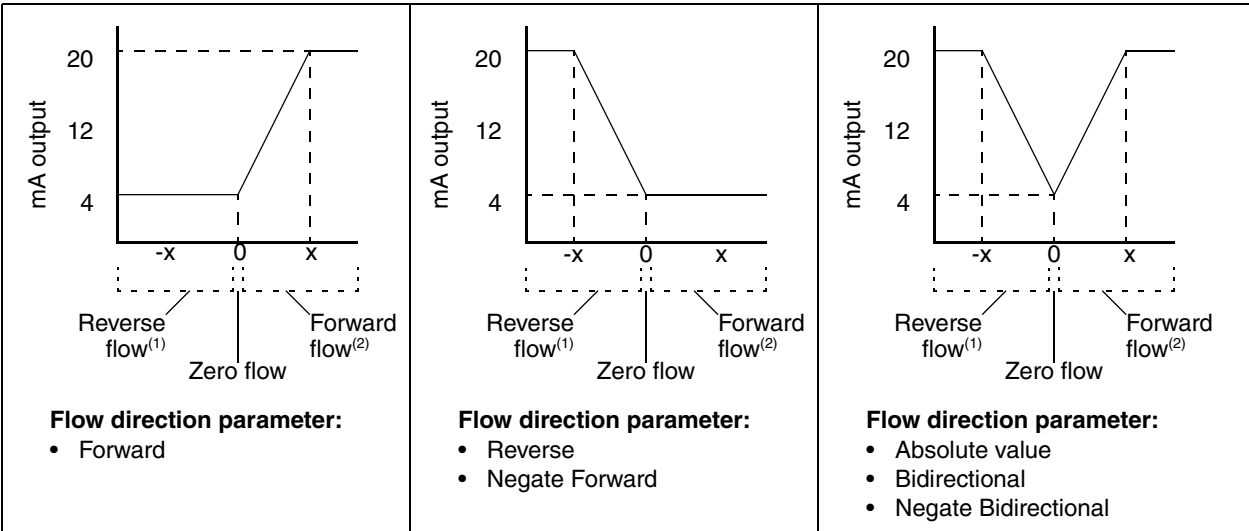 20
12
4
mA output
-x 0 x
Reverse flow(1)
Forward flow(2)
Zero flow
Flow direction parameter:
• Forward
20
12
4
mA output
-x 0 x
Reverse flow(1)
Forward flow(2)
Zero flow
Flow direction parameter:
• Reverse
• Negate Forward
20
12
4
mA output
-x 0 x
Reverse flow(1)
Forward flow(2)
Zero flow
Flow direction parameter:
• Absolute value
• Bidirectional
• Negate Bidirectional